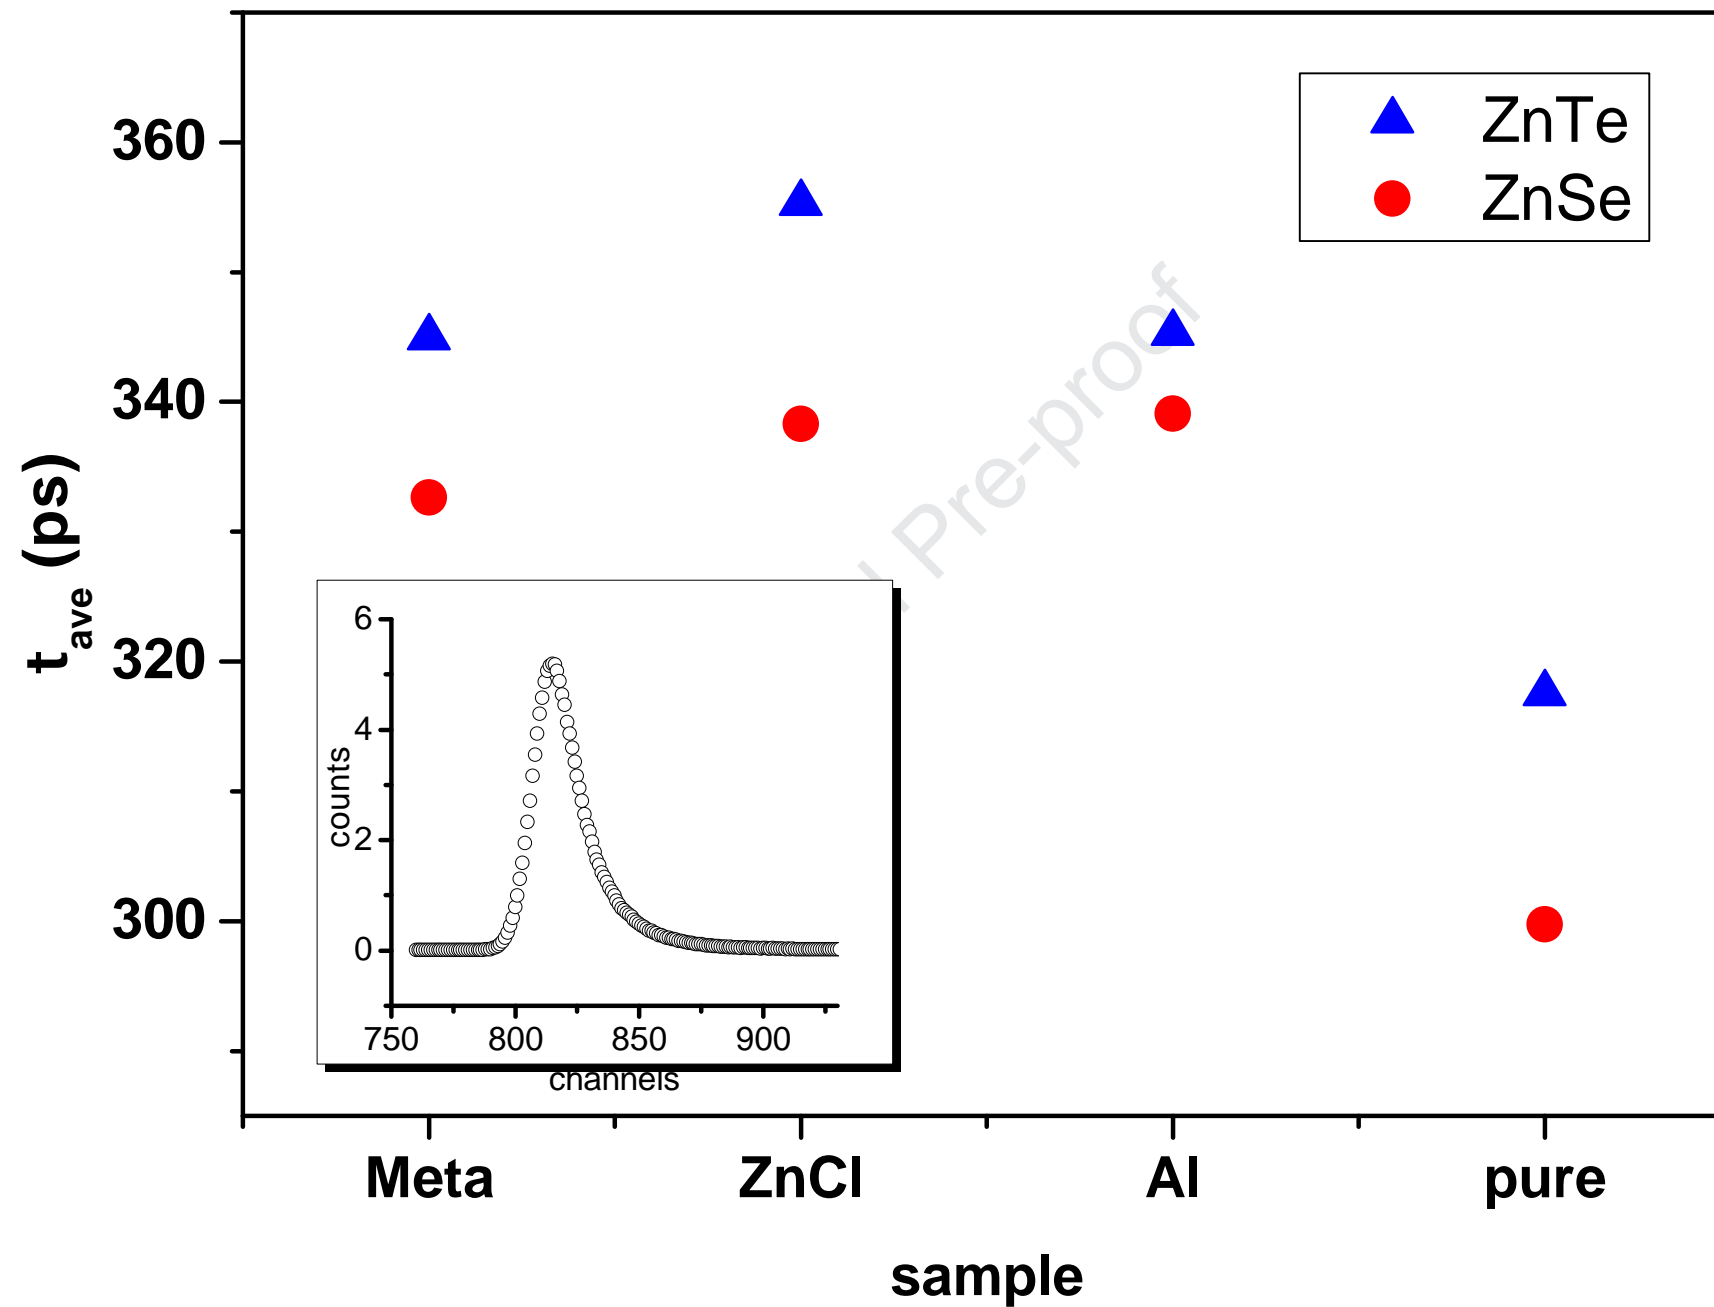 360
340
320
300
t ave (ps)
ZnTe
ZnSe
Pre-proof
6
4
2
0
counts
750 800 850 900
channels
Meta ZnCl Al pure
sample